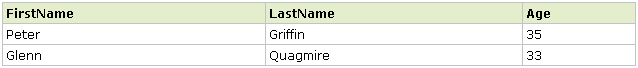 FirstName LastName Age
Peter Griffin 35
Glenn Quagmire 33